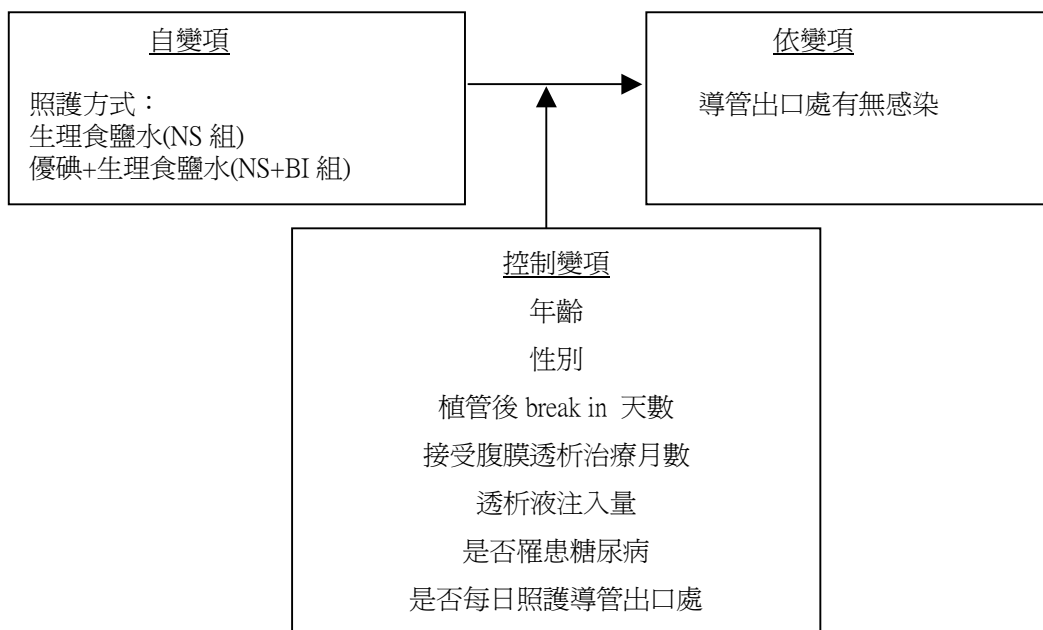 自變項
照護方式：
生理食鹽水(NS 組)
優碘+生理食鹽水(NS+BI 組)
依變項
導管出口處有無感染
控制變項
年齡
性別
植管後 break in 天數
接受腹膜透析治療月數
透析液注入量
是否罹患糖尿病
是否每日照護導管出口處